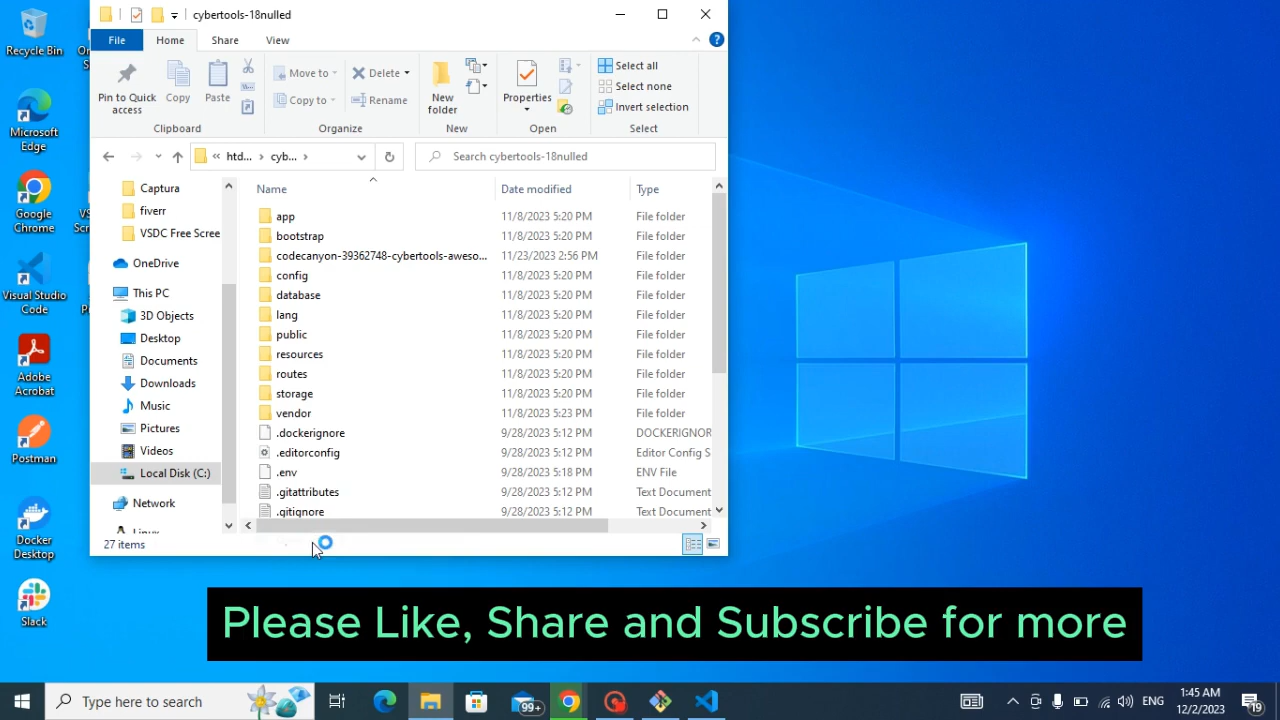 cybertools-18nulled
File
Home
Share
View
Pin to Quick
access
Copy
Paste
Move to
Copy to
Delete
Rename
New
folder
Properties
Select all
Select none
Invert selection
Clipboard
Organize
New
Open
Select
htd...
cyb...
Search cybertools-18nulled
Name
Date modified
Type
Captura
fiverr
VSDC Free Scree
OneDrive
This PC
3D Objects
Desktop
Documents
Downloads
Music
Pictures
Videos
Local Disk (C:)
Network
Linux
app 11/8/2023 5:20 PM File folder
bootstrap 11/8/2023 5:20 PM File folder
codecanyon-39362748-cybertools-aweso... 11/23/2023 2:56 PM File folder
config 11/8/2023 5:20 PM File folder
database 11/8/2023 5:20 PM File folder
lang 11/8/2023 5:20 PM File folder
public 11/8/2023 5:20 PM File folder
resources 11/8/2023 5:20 PM File folder
routes 11/8/2023 5:20 PM File folder
storage 11/8/2023 5:20 PM File folder
vendor 11/8/2023 5:23 PM File folder
.dockerignore 9/28/2023 5:12 PM DOCKERIGNOR
.editorconfig 9/28/2023 5:12 PM Editor Config S
.env 9/28/2023 5:18 PM ENV File
.gitattributes 9/28/2023 5:12 PM Text Document
.gitignore 9/28/2023 5:12 PM Text Document
27 items
Recycle Bin
Microsoft
Edge
Google
Chrome
Visual Studio
Code
Adobe
Acrobat
Postman
Docker
Desktop
Slack
Please Like, Share and Subscribe for more
Type here to search
99+
ENG
1:45 AM
12/2/2023
19